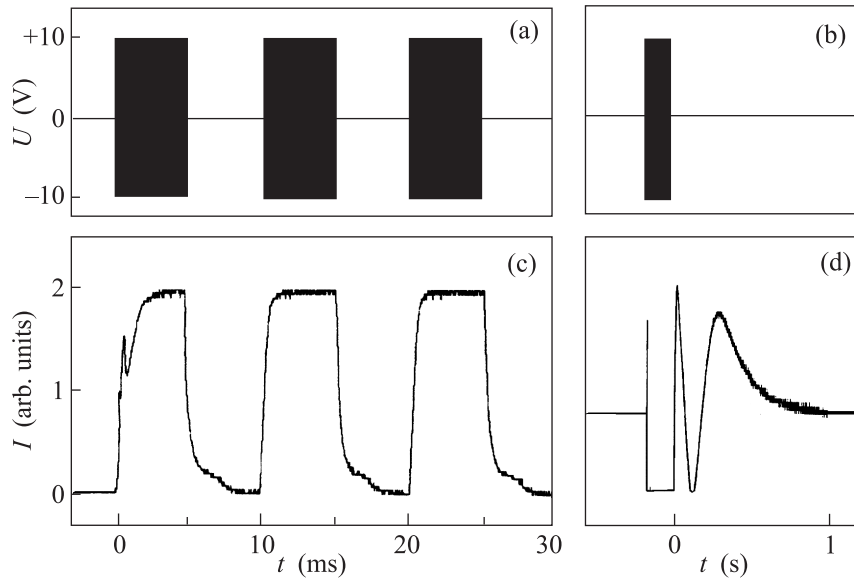 (a)
(b)
+10
0
–10
U (V)
(c)
(d)
2
1
0
I (arb. units)
0 10 20 30
t (ms)
0 1
t (s)